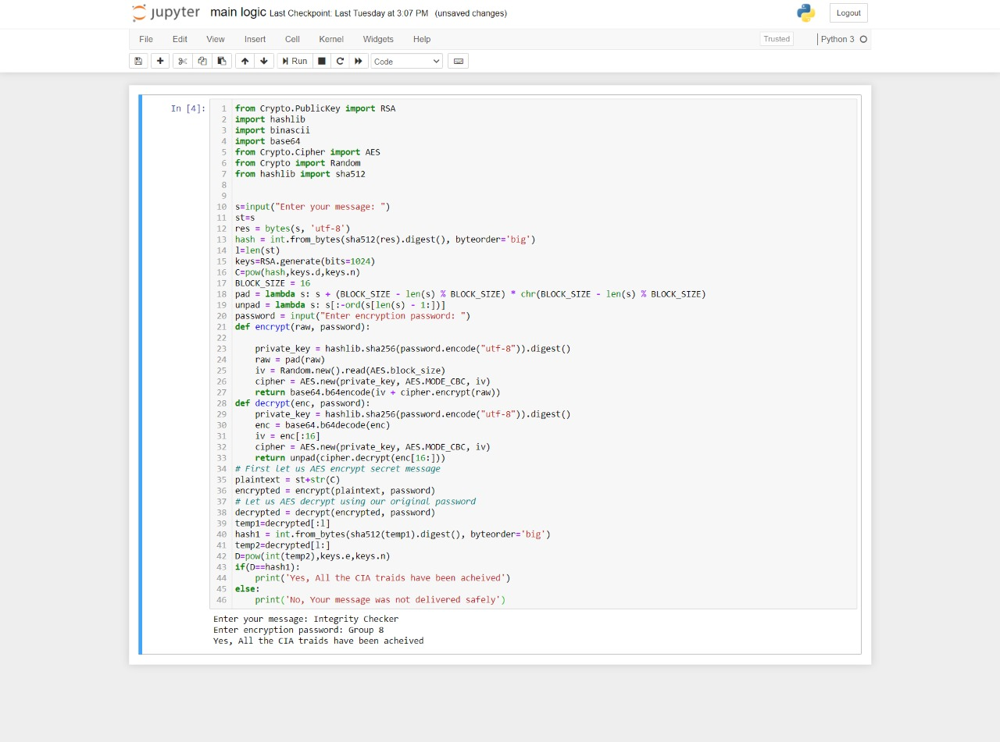 jupyter main logic Last Checkpoint: Last Tuesday at 3:07 PM (unsaved changes)
Logout
File Edit View Insert Cell Kernel Widgets Help
Trusted Python 3
Run Code
In [4]:
1 from Crypto.PublicKey import RSA
2 import hashlib
3 import binascii
4 import base64
5 from Crypto.Cipher import AES
6 from Crypto import Random
7 from hashlib import sha512
8
9
10 s=input("Enter your message: ")
11 st=s
12 res = bytes(s, 'utf-8')
13 hash = int.from_bytes(sha512(res).digest(), byteorder='big')
14 l=len(st)
15 keys=RSA.generate(bits=1024)
16 C=pow(hash,keys.d,keys.n)
17 BLOCK_SIZE = 16
18 pad = lambda s: s + (BLOCK_SIZE - len(s) % BLOCK_SIZE) * chr(BLOCK_SIZE - len(s) % BLOCK_SIZE)
19 unpad = lambda s: s[:-ord(s[len(s) - 1:])]
20 password = input("Enter encryption password: ")
21 def encrypt(raw, password):
22
23     private_key = hashlib.sha256(password.encode("utf-8")).digest()
24     raw = pad(raw)
25     iv = Random.new().read(AES.block_size)
26     cipher = AES.new(private_key, AES.MODE_CBC, iv)
27     return base64.b64encode(iv + cipher.encrypt(raw))
28 def decrypt(enc, password):
29     private_key = hashlib.sha256(password.encode("utf-8")).digest()
30     enc = base64.b64decode(enc)
31     iv = enc[:16]
32     cipher = AES.new(private_key, AES.MODE_CBC, iv)
33     return unpad(cipher.decrypt(enc[16:]))
34 # First let us AES encrypt secret message
35 plaintext = st+str(C)
36 encrypted = encrypt(plaintext, password)
37 # Let us AES decrypt using our original password
38 decrypted = decrypt(encrypted, password)
39 temp1=decrypted[:l]
40 hash1 = int.from_bytes(sha512(temp1).digest(), byteorder='big')
41 temp2=decrypted[l:]
42 D=pow(int(temp2),keys.e,keys.n)
43 if(D==hash1):
44     print('Yes, All the CIA traids have been acheived')
45 else:
46     print('No, Your message was not delivered safely')
Enter your message: Integrity Checker
Enter encryption password: Group 8
Yes, All the CIA traids have been acheived